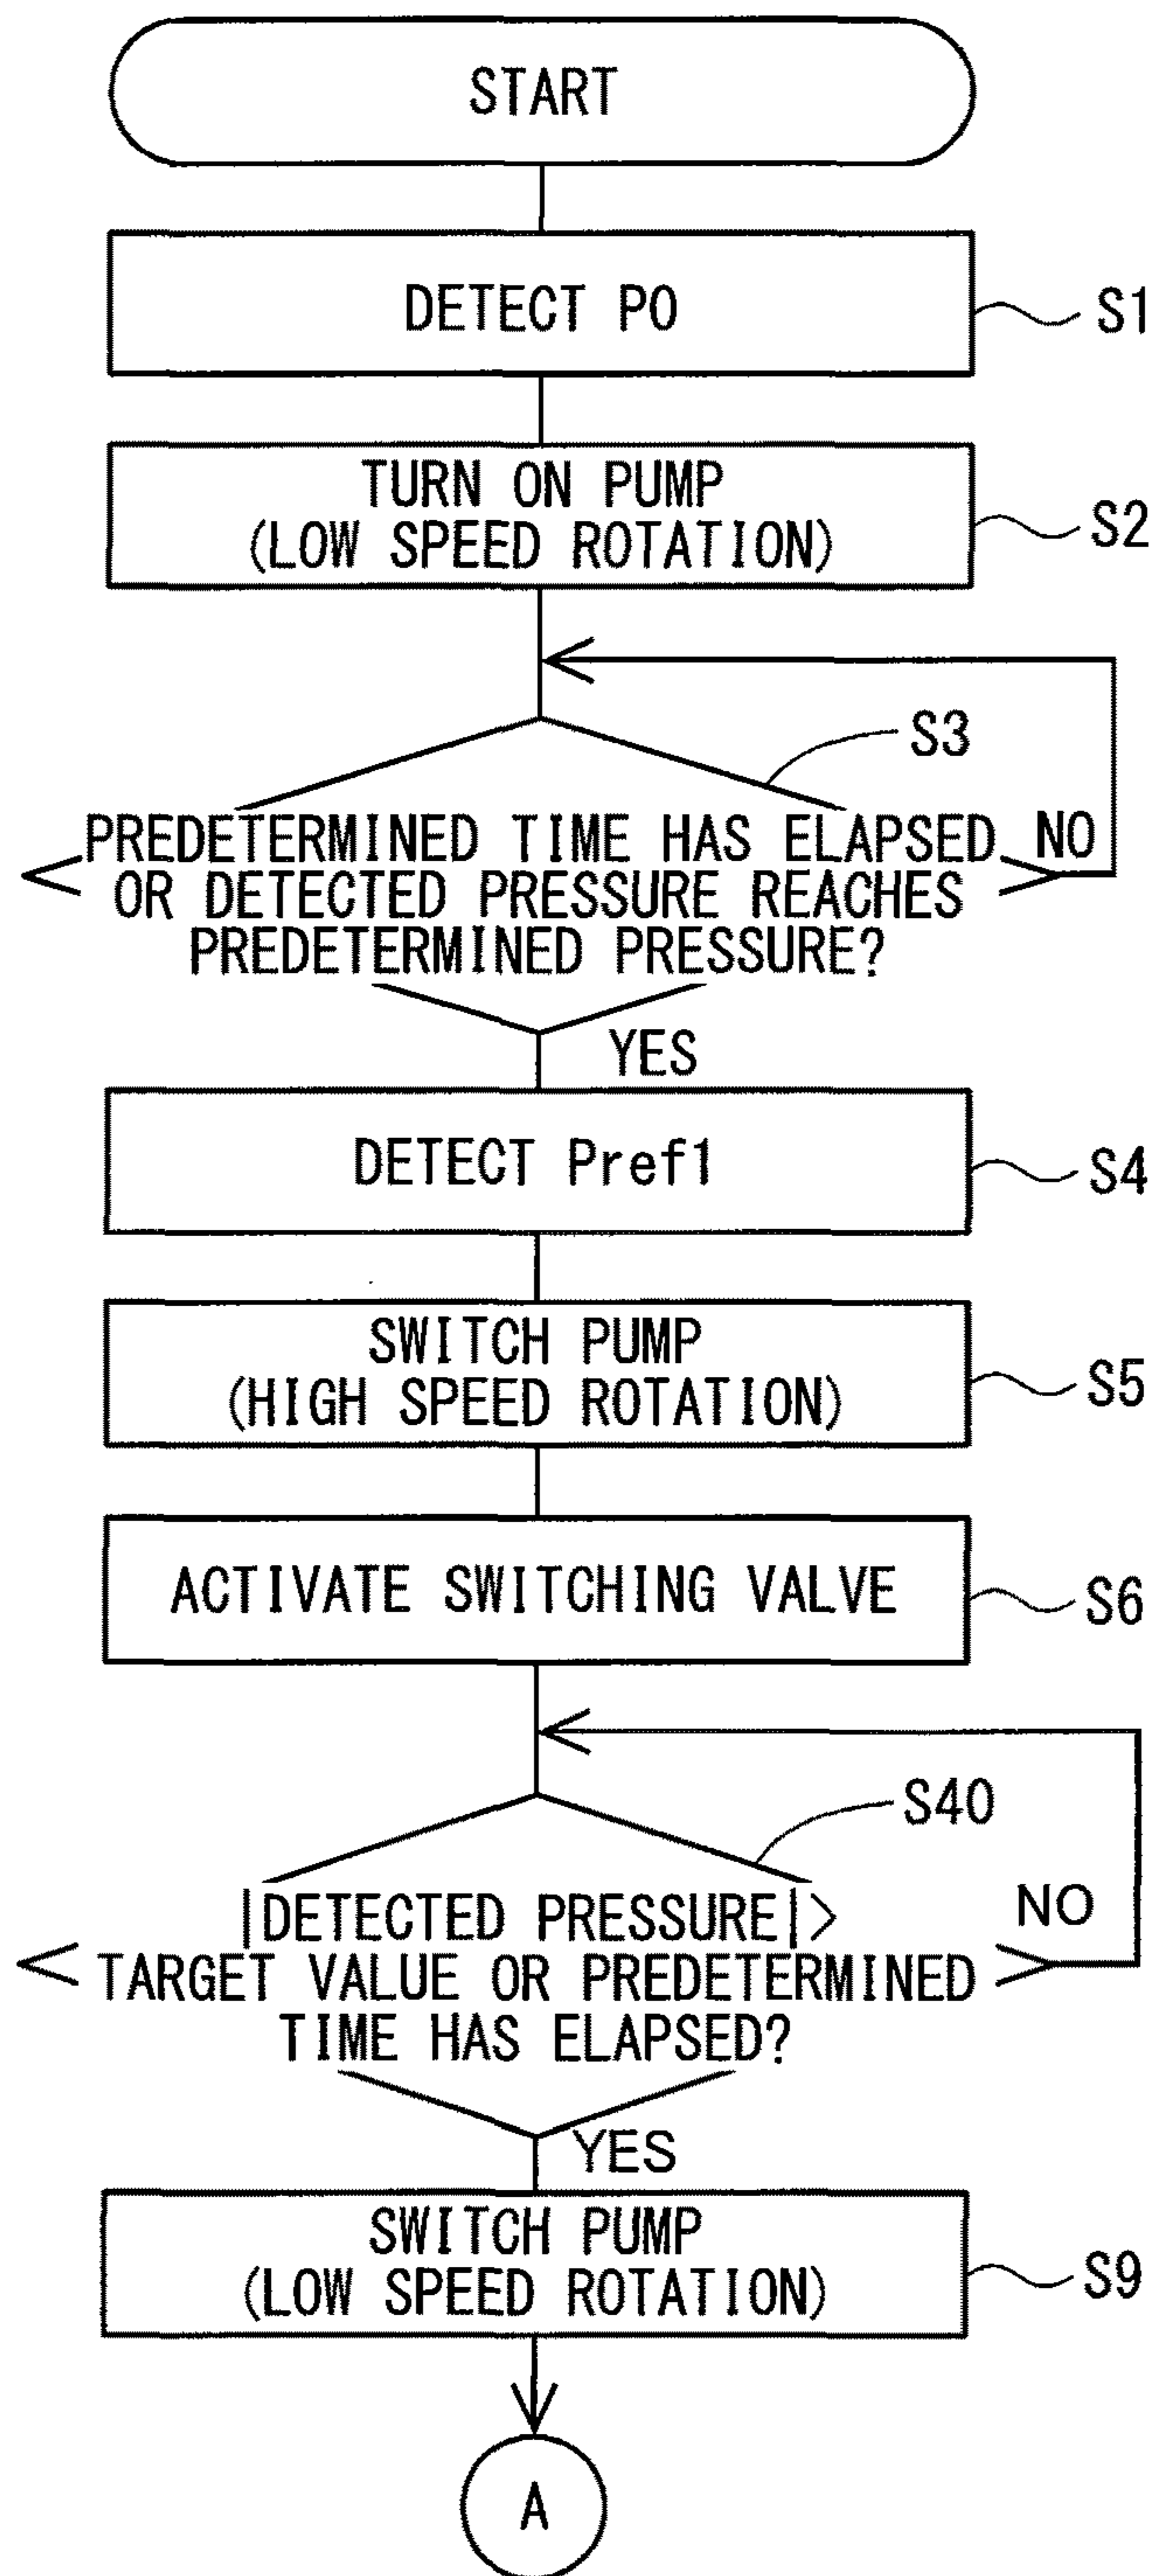 START
DETECT P0
S1
TURN ON PUMP
(LOW SPEED ROTATION)
S2
S3
PREDETERMINED TIME HAS ELAPSED
OR DETECTED PRESSURE REACHES
PREDETERMINED PRESSURE?
NO
YES
DETECT Pref1
S4
SWITCH PUMP
(HIGH SPEED ROTATION)
S5
ACTIVATE SWITCHING VALVE
S6
S40
|DETECTED PRESSURE|>
TARGET VALUE OR PREDETERMINED
TIME HAS ELAPSED?
NO
YES
SWITCH PUMP
(LOW SPEED ROTATION)
S9
A